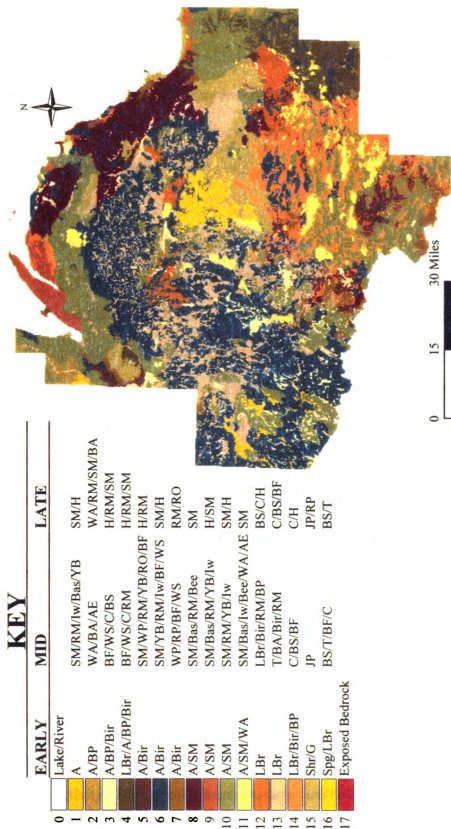 KEY
EARLY MID LATE
0 Lake/River
1 A SM/RM/Iw/Bas/YB SM/H
2 A/BP WA/BA/AE WA/RM/SM/BA
3 A/BP/Bir BF/WS/C/BS H/RM/SM
4 LBr/A/BP/Bir BF/WS/C/RM H/RM/SM
5 A/Bir SM/WP/RM/YB/RO/BF H/RM
6 A/Bir SM/YB/RM/Iw/BF/WS SM/H
7 A/Bir WP/RP/BF/WS RM/RO
8 A/SM SM/Bas/RM/Bee SM
9 A/SM SM/Bas/RM/YB/Iw H/SM
10 A/SM SM/RM/YB/Iw SM/H
11 A/SM/WA SM/Bas/Iw/Bee/WA/AE SM
12 LBr LBr/Bir/RM/BP BS/C/H
13 LBr T/BA/Bir/RM C/BS/BF
14 LBr/Bir/BP C/BS/BF C/H
15 Shr/G JP JP/RP
16 Spg/LBr BS/T/BF/C BS/T
17 Exposed Bedrock
N
0 15 30 Miles